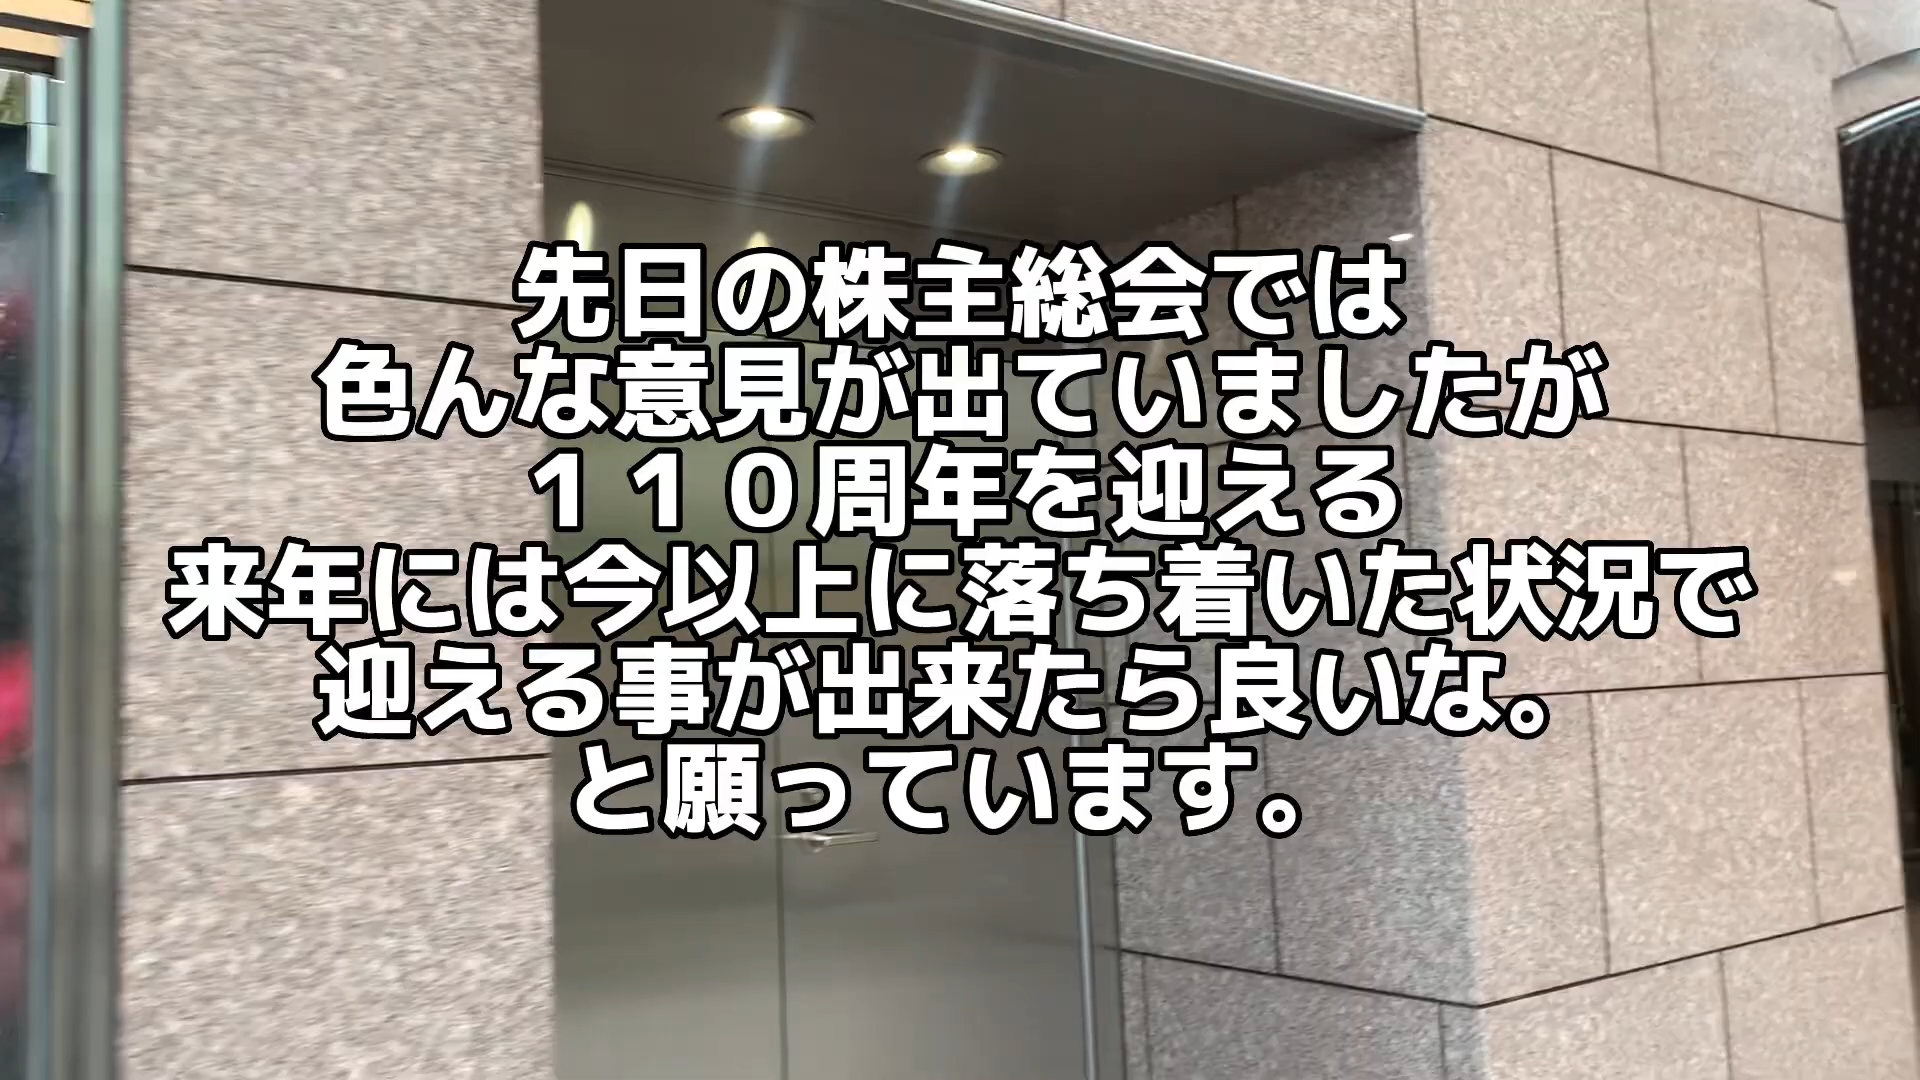 先日の株主総会では
色んな意見が出ていましたが
１１０周年を迎える
来年には今以上に落ち着いた状況で
迎える事が出来たら良いな。
と願っています。